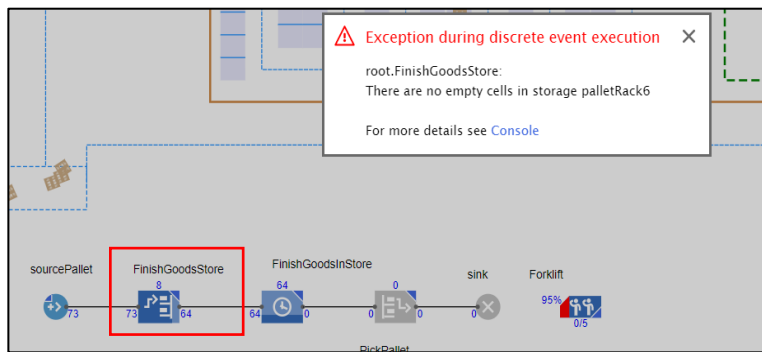 Exception during discrete event execution
root.FinishGoodsStore:
There are no empty cells in storage palletRack6
For more details see Console
sourcePallet
FinishGoodsStore
FinishGoodsInStore
sink
Forklift
8
64
0
95%
73
73
64
64
0
0
0
0
0/5
PickPallet